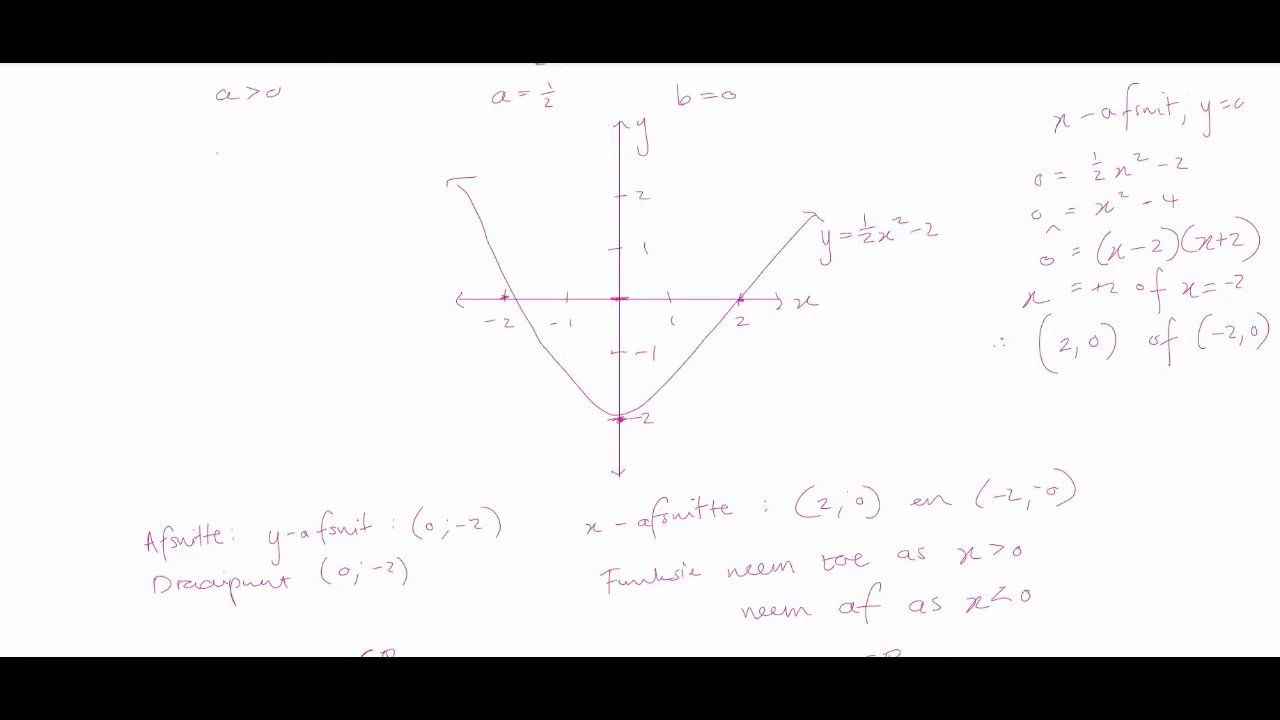 a > 0 a = 1/2 b = 0
y
2
1
-2 -1 1 2 x
-1
-2
y = 1/2 x² - 2
x - afsnit, y = 0
0 = 1/2 x² - 2
0 = x² - 4
0 = (x - 2)(x + 2)
x = +2 of x = -2
∴ (2, 0) of (-2, 0)
Afsnitte: y-afsnit : (0 ; -2)
Draaipunt (0; -2)
x - afsnitte : (2; 0) en (-2; 0)
Funksie neem toe as x > 0
neem af as x < 0